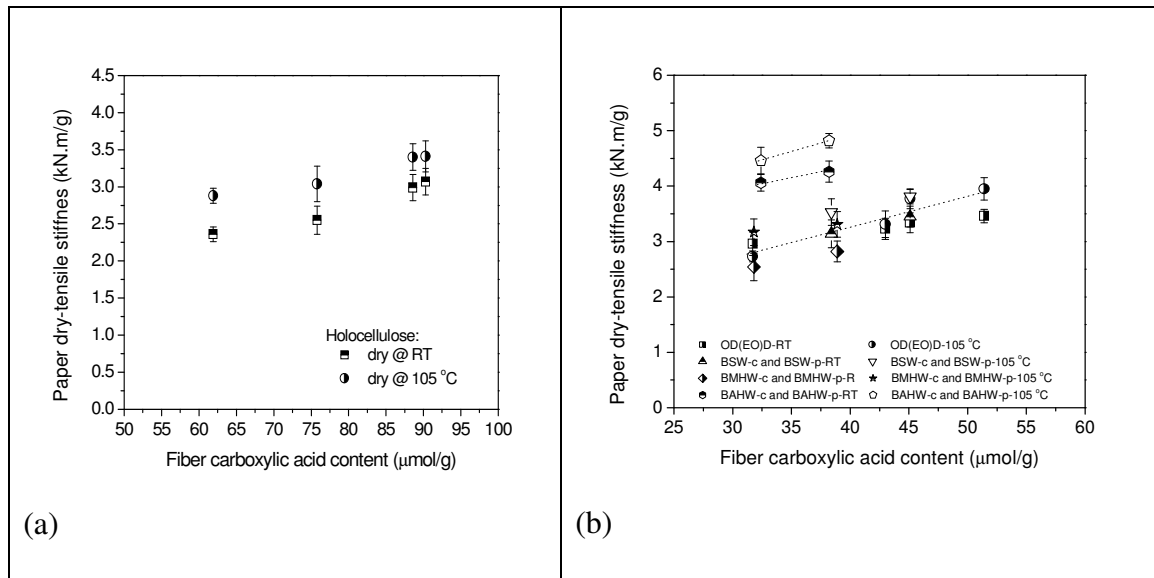 4.5
4.0
3.5
3.0
2.5
2.0
1.5
1.0
0.5
0.0
Paper dry-tensile stiffnes (kN.m/g)
Holocellulose:
dry @ RT
dry @ 105 °C
50 55 60 65 70 75 80 85 90 95 100
Fiber carboxylic acid content (μmol/g)
(a)
6
5
4
3
2
1
0
Paper dry-tensile stiffness (kN.m/g)
OD(EO)D-RT OD(EO)D-105 °C
BSW-c and BSW-p-RT BSW-c and BSW-p-105 °C
BMHW-c and BMHW-p-R BMHW-c and BMHW-p-105 °C
BAHW-c and BAHW-p-RT BAHW-c and BAHW-p-105 °C
25 30 35 40 45 50 55 60
Fiber carboxylic acid content (μmol/g)
(b)